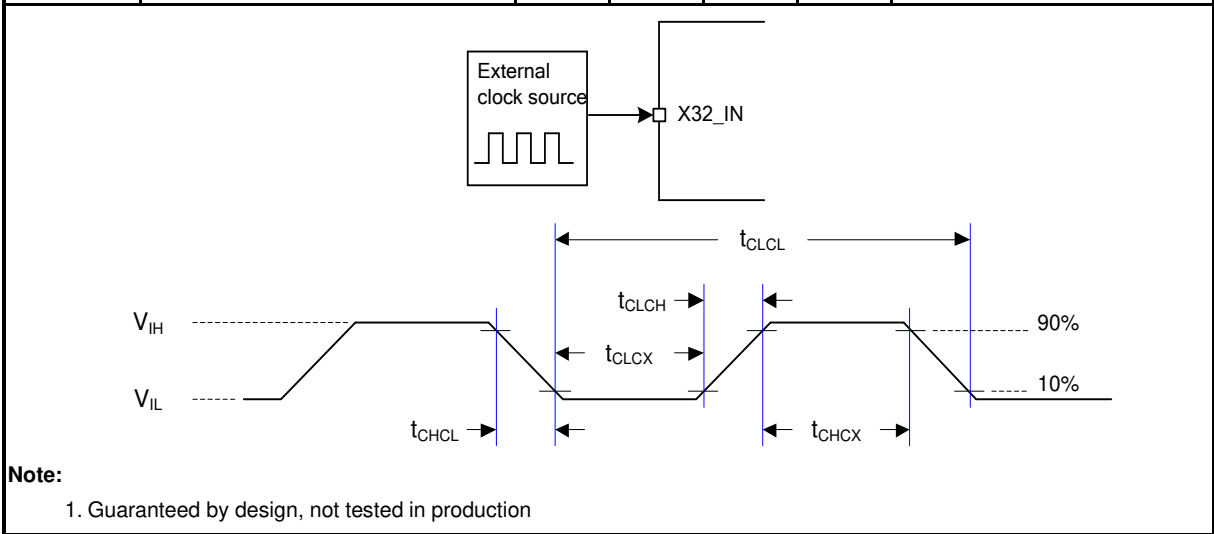 External
clock source
X32_IN
tCLCL
tCLCH
VIH
90%
tCLCX
VIL
10%
tCHCL
tCHCX
Note:
1. Guaranteed by design, not tested in production